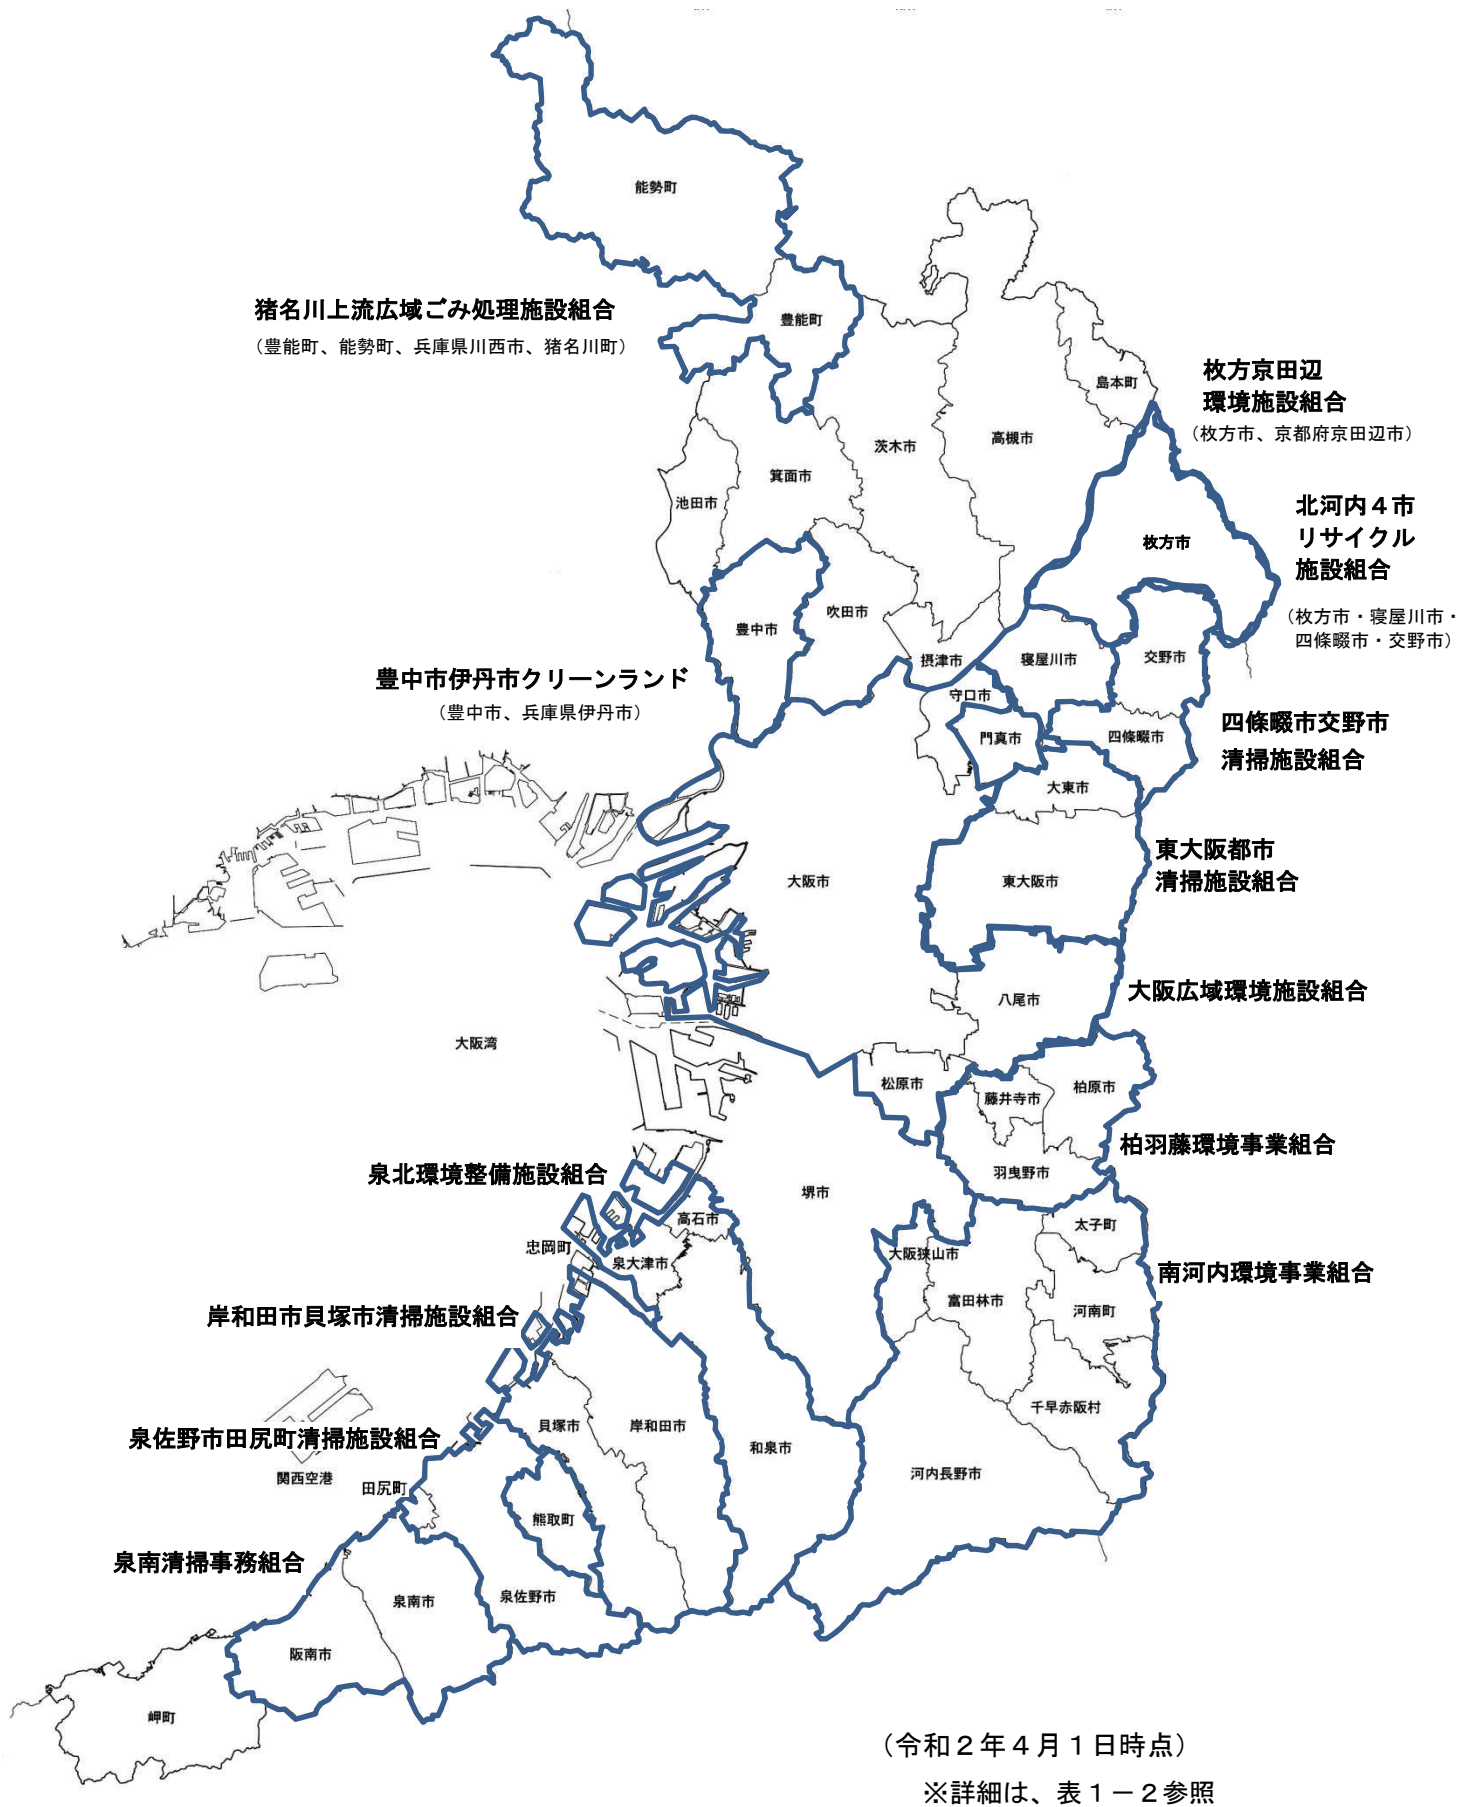 能勢町
猪名川上流広域ごみ処理施設組合
（豊能町、能勢町、兵庫県川西市、猪名川町）
豊能町
島本町
枚方京田辺
環境施設組合
（枚方市、京都府京田辺市）
茨木市
高槻市
箕面市
池田市
北河内４市
リサイクル
施設組合
（枚方市・寝屋川市・
四條畷市・交野市）
枚方市
豊中市
吹田市
摂津市
寝屋川市
交野市
豊中市伊丹市クリーンランド
（豊中市、兵庫県伊丹市）
守口市
門真市
四條畷市
四條畷市交野市
清掃施設組合
大東市
東大阪都市
清掃施設組合
大阪市
東大阪市
大阪広域環境施設組合
八尾市
大阪湾
松原市
藤井寺市
柏原市
柏羽藤環境事業組合
羽曳野市
泉北環境整備施設組合
堺市
高石市
太子町
忠岡町
泉大津市
大阪狭山市
南河内環境事業組合
富田林市
河南町
岸和田市貝塚市清掃施設組合
千早赤阪村
泉佐野市田尻町清掃施設組合
貝塚市
岸和田市
和泉市
河内長野市
関西空港
田尻町
熊取町
泉南清掃事務組合
泉南市
泉佐野市
阪南市
岬町
（令和２年４月１日時点）
※詳細は、表１－２参照